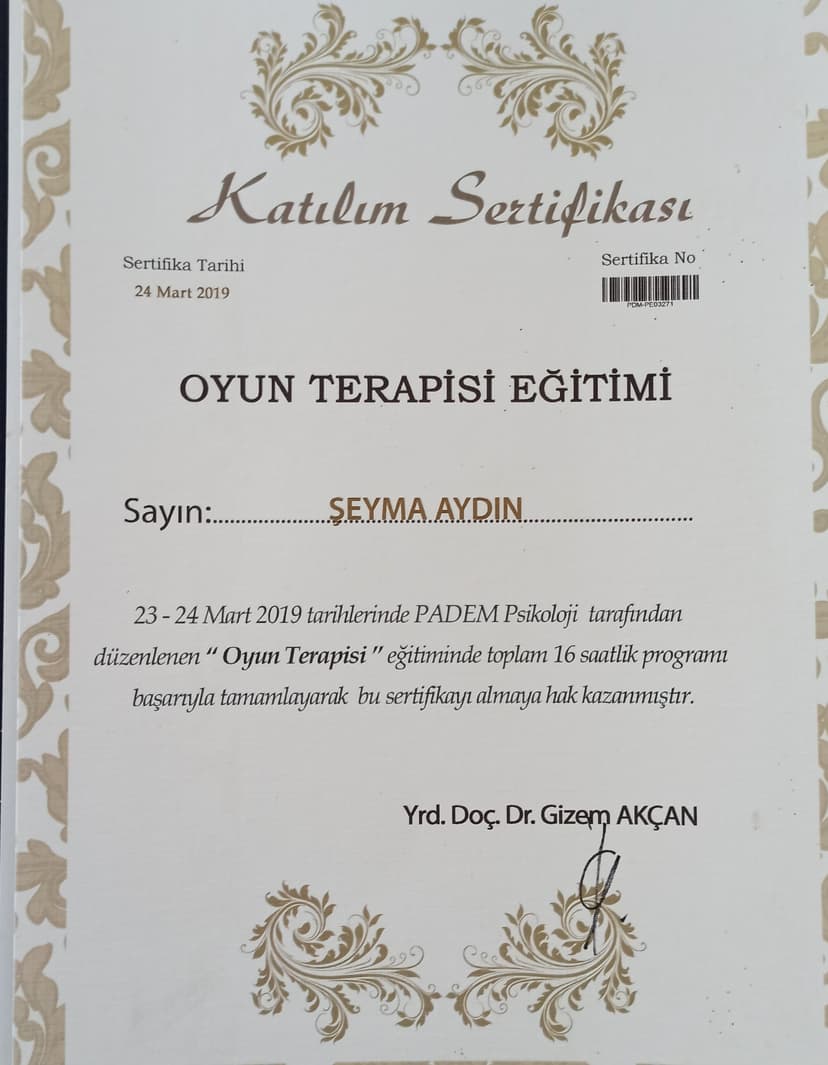 Katılım Sertifikası
Sertifika Tarihi
24 Mart 2019
Sertifika No
PDM-PE03271
OYUN TERAPİSİ EĞİTİMİ
Sayın:......................ŞEYMA AYDIN..............................
23 - 24 Mart 2019 tarihlerinde PADEM Psikoloji tarafından
düzenlenen “ Oyun Terapisi ” eğitiminde toplam 16 saatlik programı
başarıyla tamamlayarak bu sertifikayı almaya hak kazanmıştır.
Yrd. Doç. Dr. Gizem AKÇAN